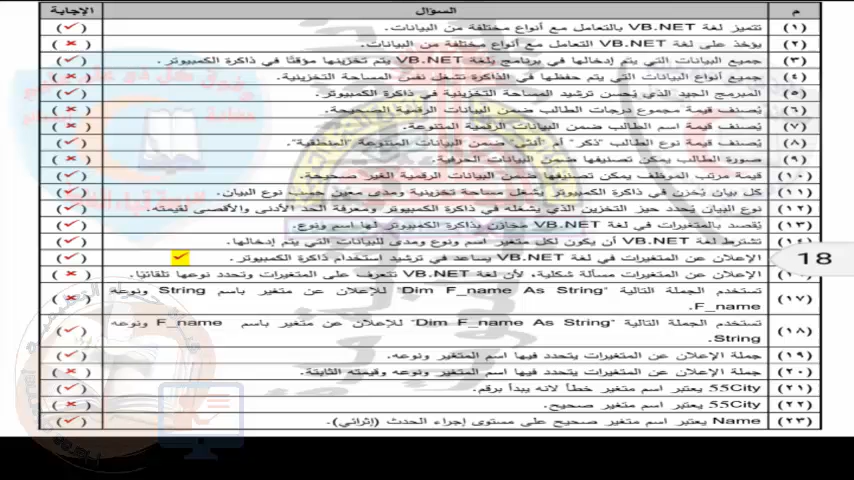 م السؤال الإجابة
(١) تتميز لغة VB.NET بالتعامل مع أنواع مختلفة من البيانات. (✓)
(٢) يؤخذ على لغة VB.NET التعامل مع أنواع مختلفة من البيانات. (×)
(٣) جميع البيانات التي يتم إدخالها في برنامج بلغة VB.NET يتم تخزينها مؤقتًا في ذاكرة الكمبيوتر. (✓)
(٤) جميع أنواع البيانات التي يتم حفظها في الذاكرة تشغل نفس المساحة التخزينية. (×)
(٥) المبرمج الجيد الذي يُحسن ترشيد المساحة التخزينية في ذاكرة الكمبيوتر. (✓)
(٦) يُصنف قيمة مجموع درجات الطالب ضمن البيانات الرقمية الصحيحة. (×)
(٧) يُصنف قيمة اسم الطالب ضمن البيانات الرقمية المتنوعة. (×)
(٨) يُصنف قيمة نوع الطالب "ذكر" أم "أنثى" ضمن البيانات المتنوعة "المنطقية". (✓)
(٩) صورة الطالب يمكن تصنيفها ضمن البيانات الحرفية. (×)
(١٠) قيمة مرتب الموظف يمكن تصنيفها ضمن البيانات الرقمية الغير صحيحة. (✓)
(١١) كل بيان يُخزن في ذاكرة الكمبيوتر يشغل مساحة تخزينية ومدى معين حسب نوع البيان. (✓)
(١٢) نوع البيان يُحدد حيز التخزين الذي يشغله في ذاكرة الكمبيوتر ومعرفة الحد الأدنى والأقصى لقيمته. (✓)
(١٣) يُقصد بالمتغيرات في لغة VB.NET مخازن بذاكرة الكمبيوتر لها اسم ونوع. (✓)
(١٤) تشترط لغة VB.NET أن يكون لكل متغير اسم ونوع ومدى للبيانات التي يتم إدخالها. (✓)
الإعلان عن المتغيرات في لغة VB.NET يساعد في ترشيد استخدام ذاكرة الكمبيوتر. ✓ (✓)
18
الإعلان عن المتغيرات مسألة شكلية، لأن لغة VB.NET تتعرف على المتغيرات وتحدد نوعها تلقائيًا. (×)
(١٧) تستخدم الجملة التالية "Dim F_name As String" للإعلان عن متغير باسم String ونوعه (×)
F_name.
(١٨) تستخدم الجملة التالية "Dim F_name As String" للإعلان عن متغير باسم F_name ونوعه (✓)
String.
(١٩) جملة الإعلان عن المتغيرات يتحدد فيها اسم المتغير ونوعه. (✓)
(٢٠) جملة الإعلان عن المتغيرات يتحدد فيها اسم المتغير ونوعه وقيمته الثابتة. (×)
(٢١) 55City يعتبر اسم متغير خطأ لانه يبدأ برقم. (✓)
(٢٢) 55City يعتبر اسم متغير صحيح. (×)
(٢٣) Name يعتبر اسم متغير صحيح على مستوى إجراء الحدث (إثرائي). (✓)